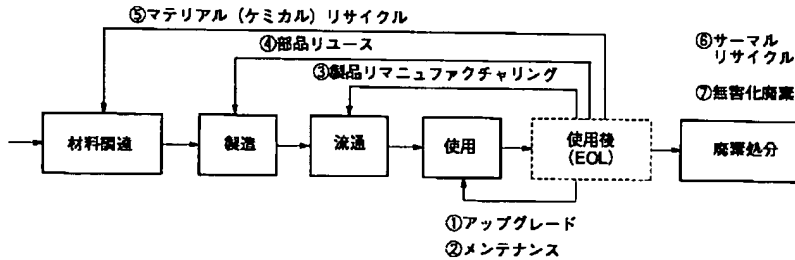 ⑤マテリアル（ケミカル）リサイクル
④部品リユース
③製品リマニュファクチャリング
⑥サーマル
リサイクル
⑦無害化廃棄
材料関連
製造
流通
使用
使用後
(EOL)
廃棄処分
①アップグレード
②メンテナンス